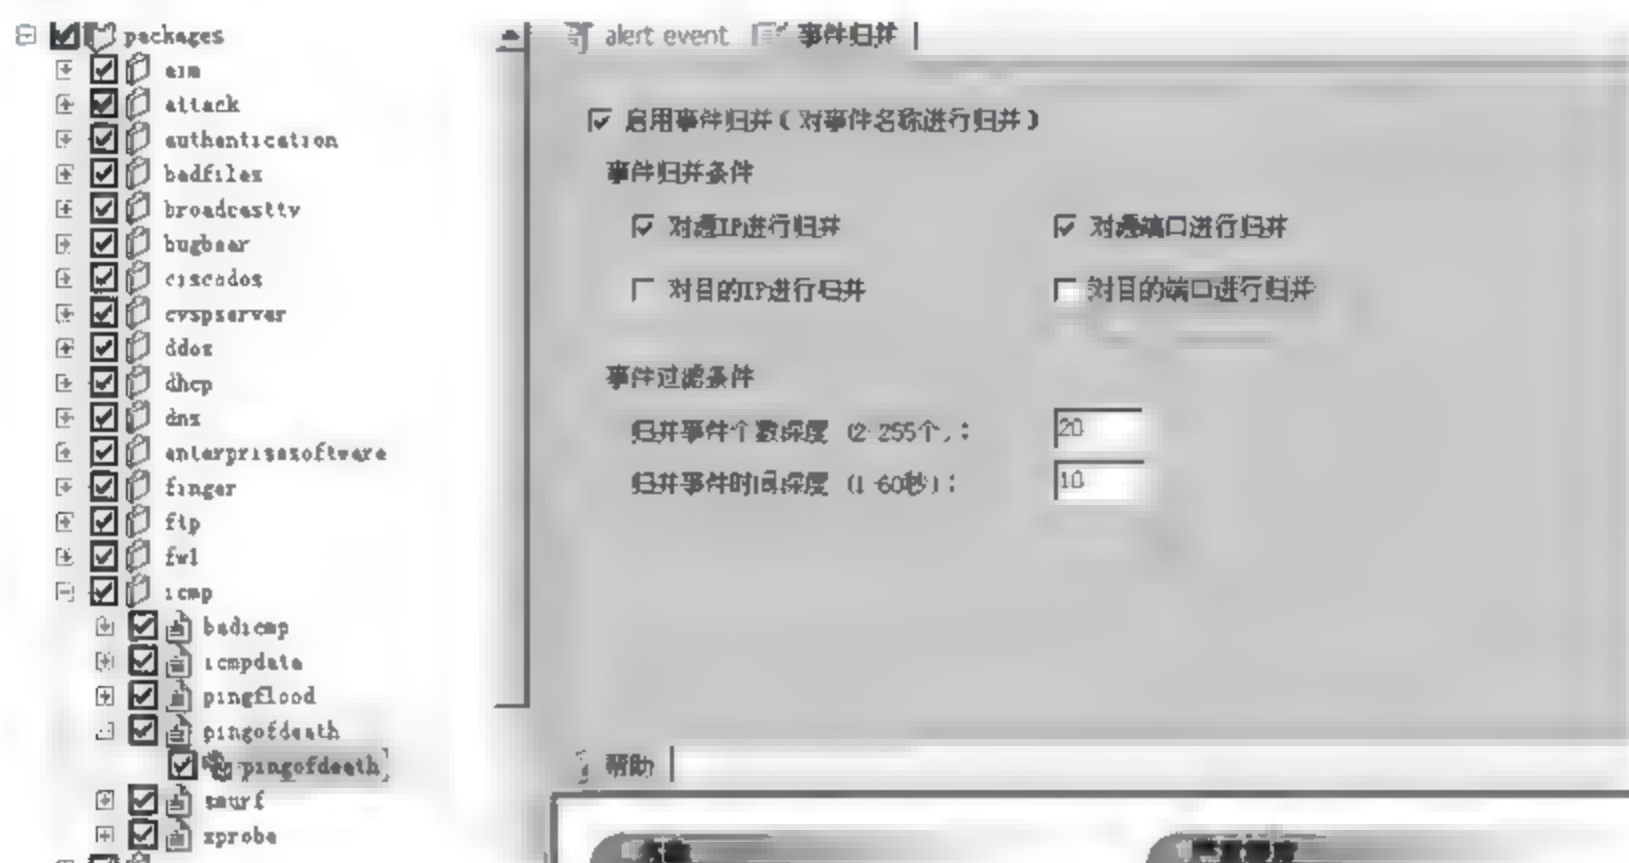 packages
aim
attack
authentication
badfiles
broadcasttv
bugbear
ciscodos
cvspserver
ddos
dhcp
dns
enterprisesoftware
finger
ftp
fw1
icmp
badicmp
icmpdata
pingflood
pingofdeath
pingofdeath
smurf
xprobe
alert event 事件归并
启用事件归并(对事件名称进行归并)
事件归并条件
对源IP进行归并 对源端口进行归并
对目的IP进行归并 对目的端口进行归并
事件过滤条件
归并事件个数深度 (2-255个): 20
归并事件时间深度 (1-60秒): 10
帮助